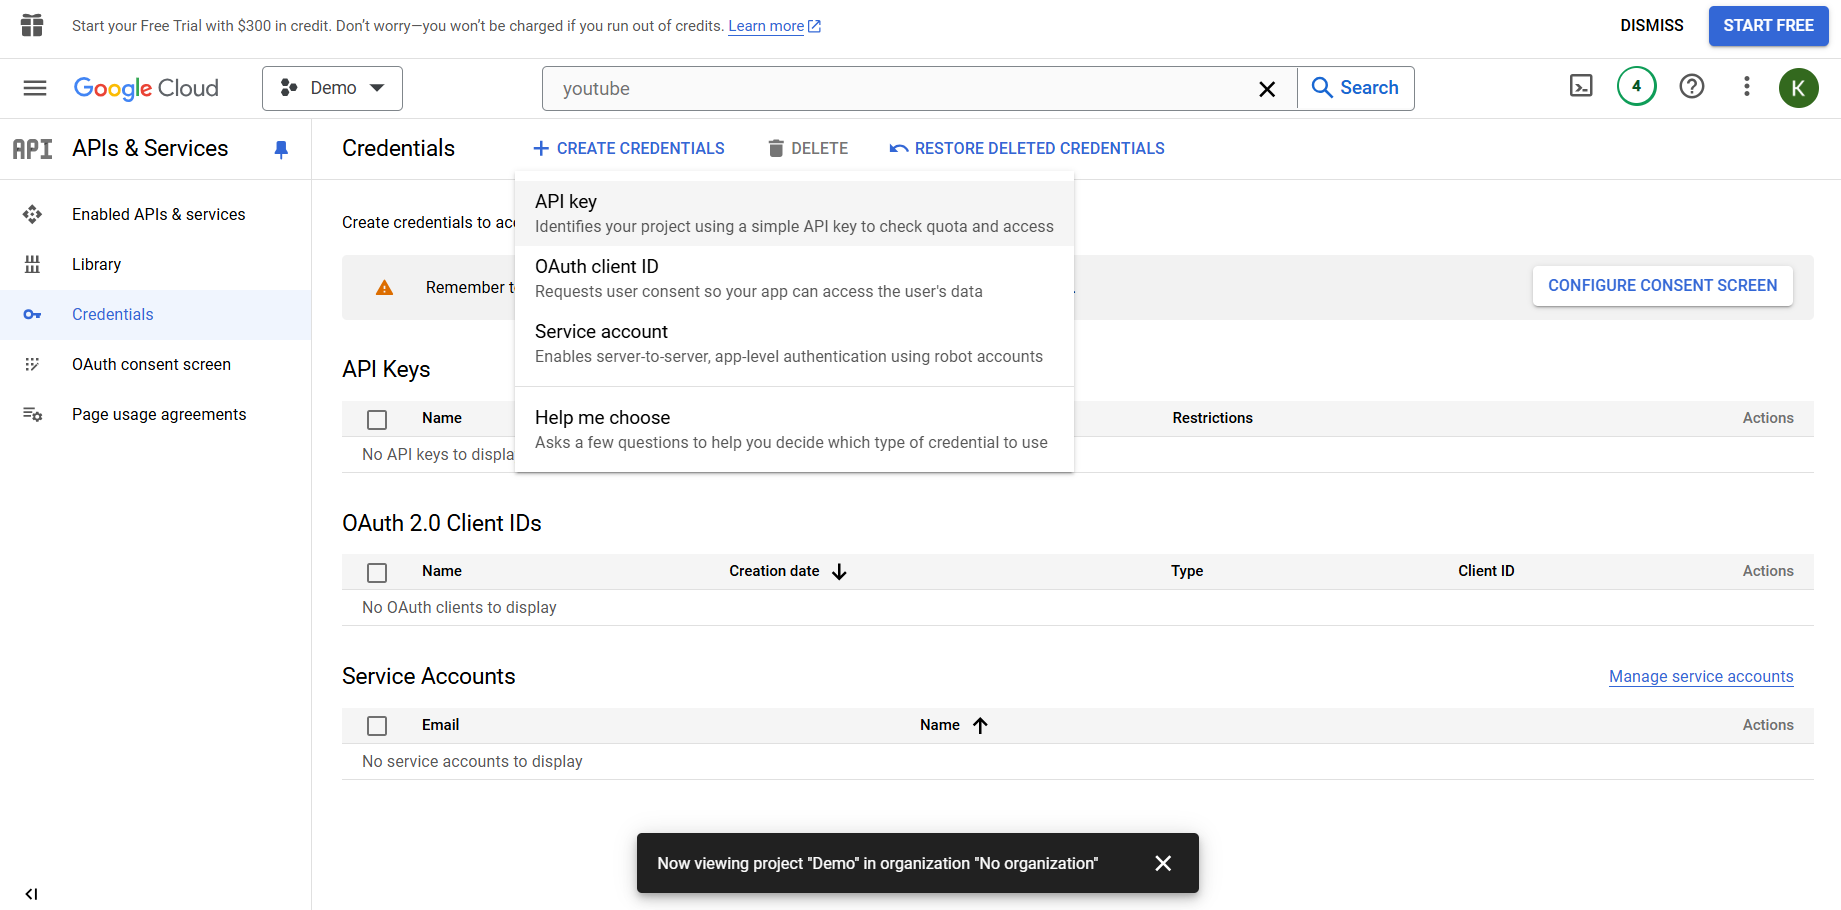 Start your Free Trial with $300 in credit. Don’t worry—you won’t be charged if you run out of credits. Learn more
DISMISS
START FREE
Google Cloud
Demo
youtube
Search
4
K
API
APIs & Services
Credentials
CREATE CREDENTIALS
DELETE
RESTORE DELETED CREDENTIALS
Enabled APIs & services
Library
Credentials
OAuth consent screen
Page usage agreements
API key
Identifies your project using a simple API key to check quota and access
OAuth client ID
Requests user consent so your app can access the user's data
Service account
Enables server-to-server, app-level authentication using robot accounts
Help me choose
Asks a few questions to help you decide which type of credential to use
Create credentials to
Remember
CONFIGURE CONSENT SCREEN
API Keys
Name
Restrictions
Actions
No API keys to
OAuth 2.0 Client IDs
Name
Creation date
Type
Client ID
Actions
No OAuth clients to display
Service Accounts
Manage service accounts
Email
Name
Actions
No service accounts to display
Now viewing project "Demo" in organization "No organization"